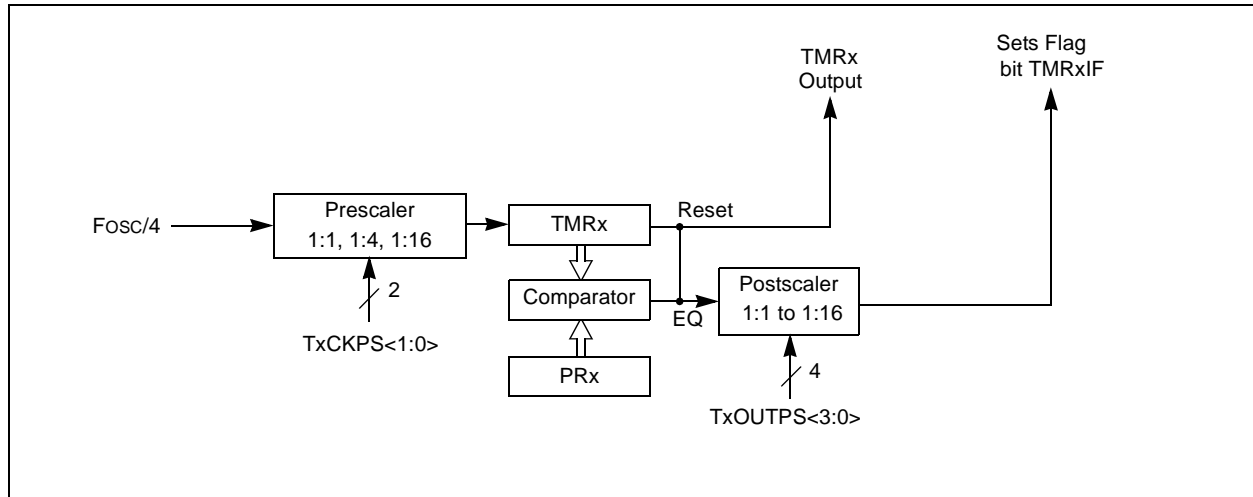 TMRx
Output
Sets Flag
bit TMRxIF
Fosc/4
Prescaler
1:1, 1:4, 1:16
2
TxCKPS<1:0>
TMRx
Reset
Comparator
EQ
PRx
Postscaler
1:1 to 1:16
4
TxOUTPS<3:0>